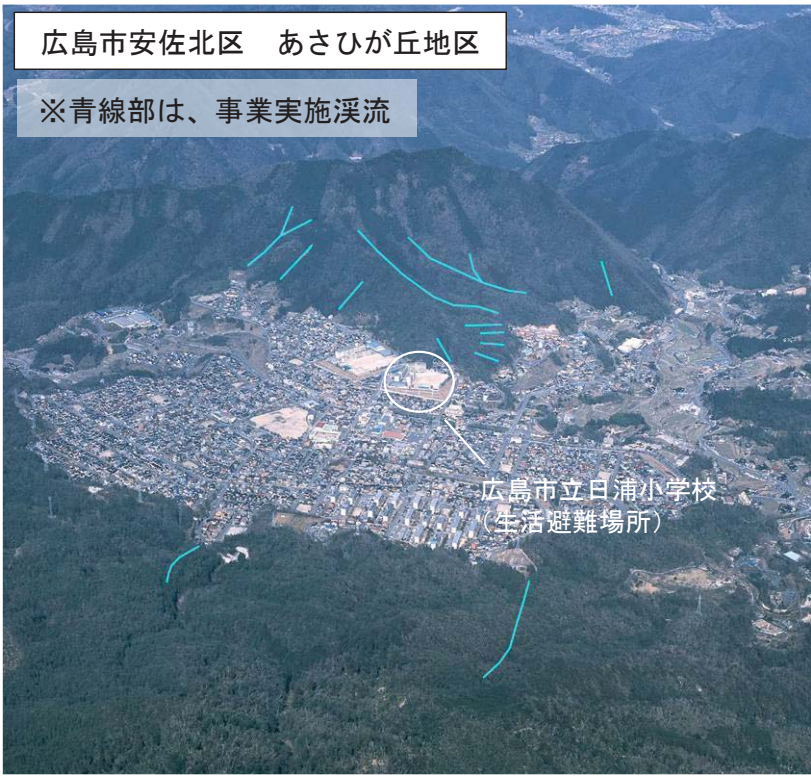 広島市安佐北区　あさひが丘地区
※青線部は、事業実施渓流
広島市立日浦小学校
（生活避難場所）